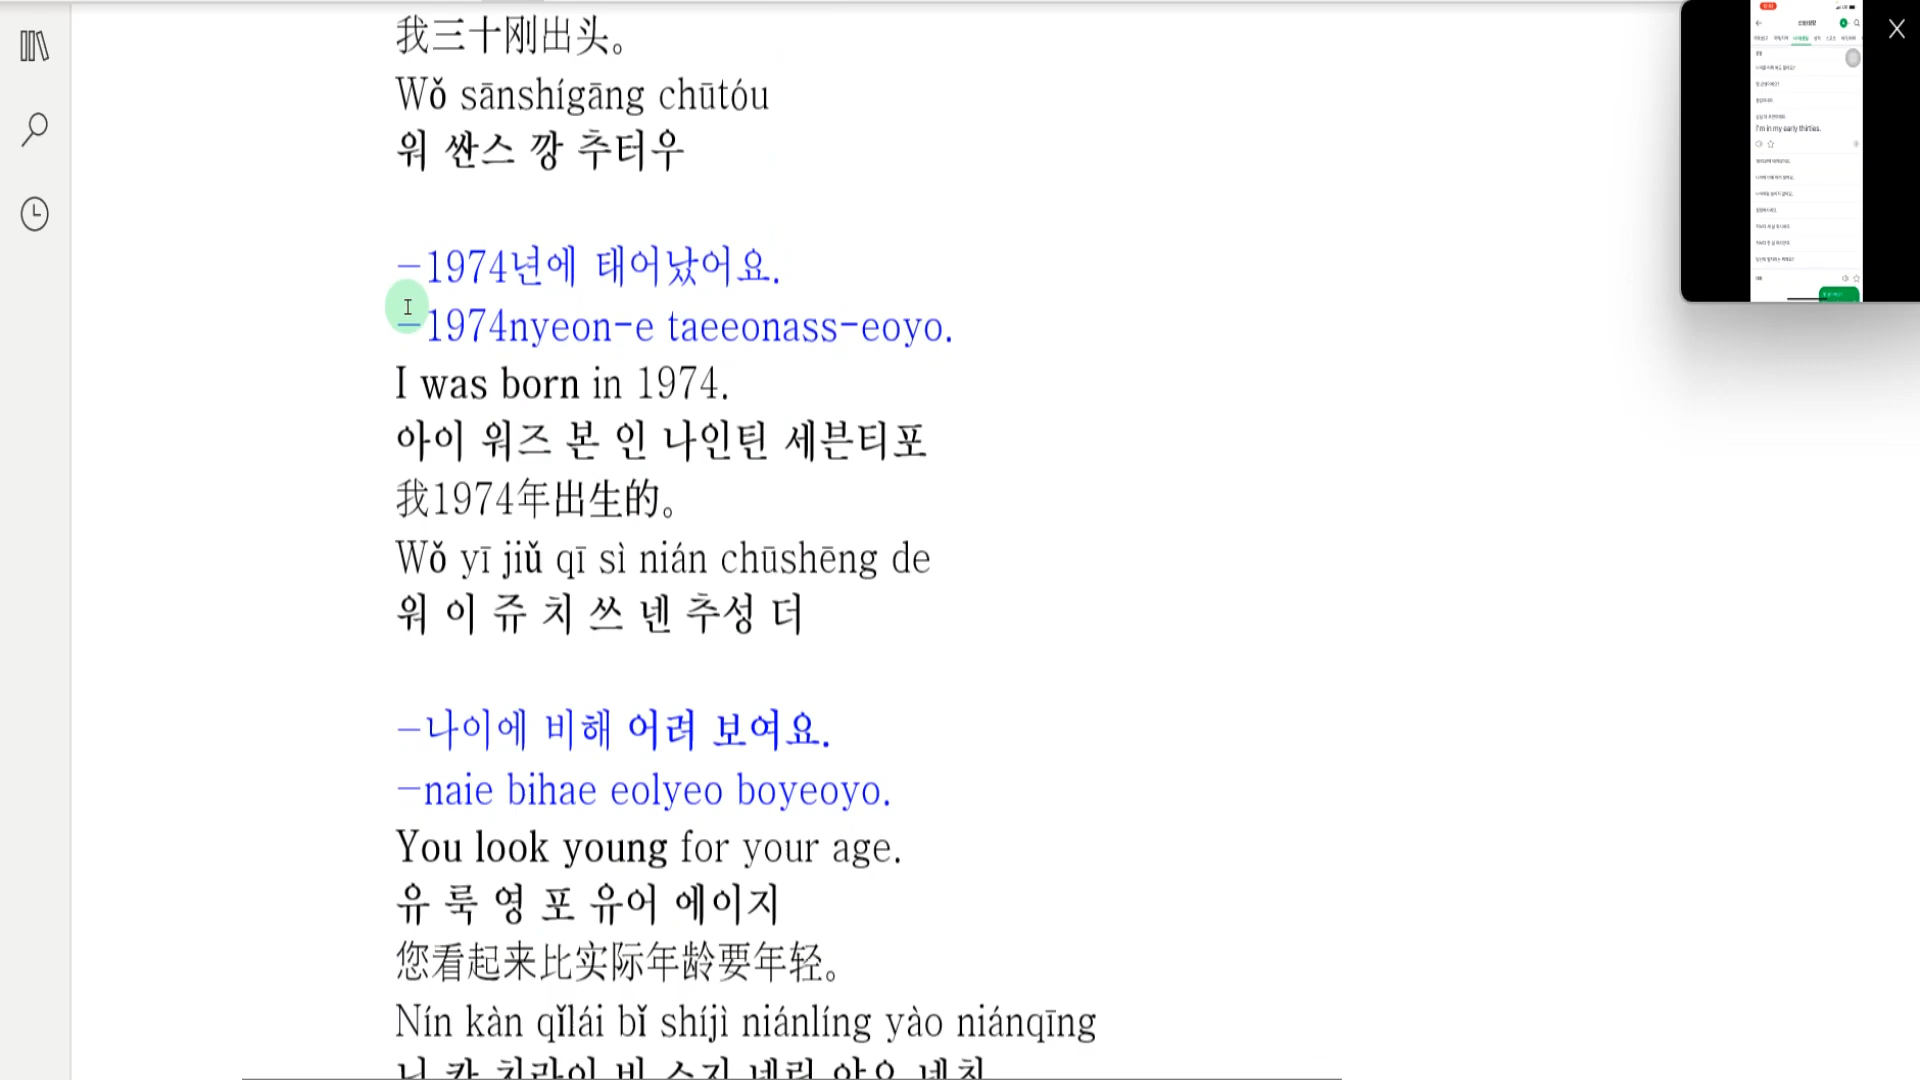 我三十刚出头。
Wǒ sānshígāng chūtóu
워 싼스 깡 추터우
-1974년에 태어났어요.
-1974nyeon-e taeeonass-eoyo.
I was born in 1974.
아이 워즈 본 인 나인틴 세븐티포
我1974年出生的。
Wǒ yī jiǔ qī sì nián chūshēng de
워 이 쥬 치 쓰 녠 추성 더
-나이에 비해 어려 보여요.
-naie bihae eolyeo boyeoyo.
You look young for your age.
유 룩 영 포 유어 에이지
您看起来比实际年龄要年轻。
Nín kàn qǐlái bǐ shíjì niánlíng yào niánqīng
I'm in my early thirties.